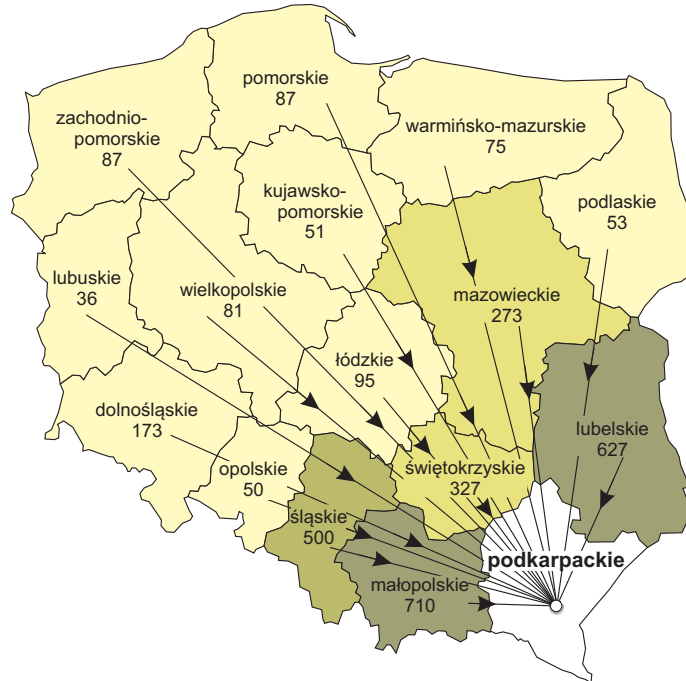 pomorskie
87
zachodnio-
pomorskie
87
warmińsko-mazurskie
75
kujawsko-
pomorskie
51
podlaskie
53
lubuskie
36
wielkopolskie
81
mazowieckie
273
łódzkie
95
dolnośląskie
173
lubelskie
627
opolskie
50
świętokrzyskie
327
śląskie
500
podkarpackie
małopolskie
710